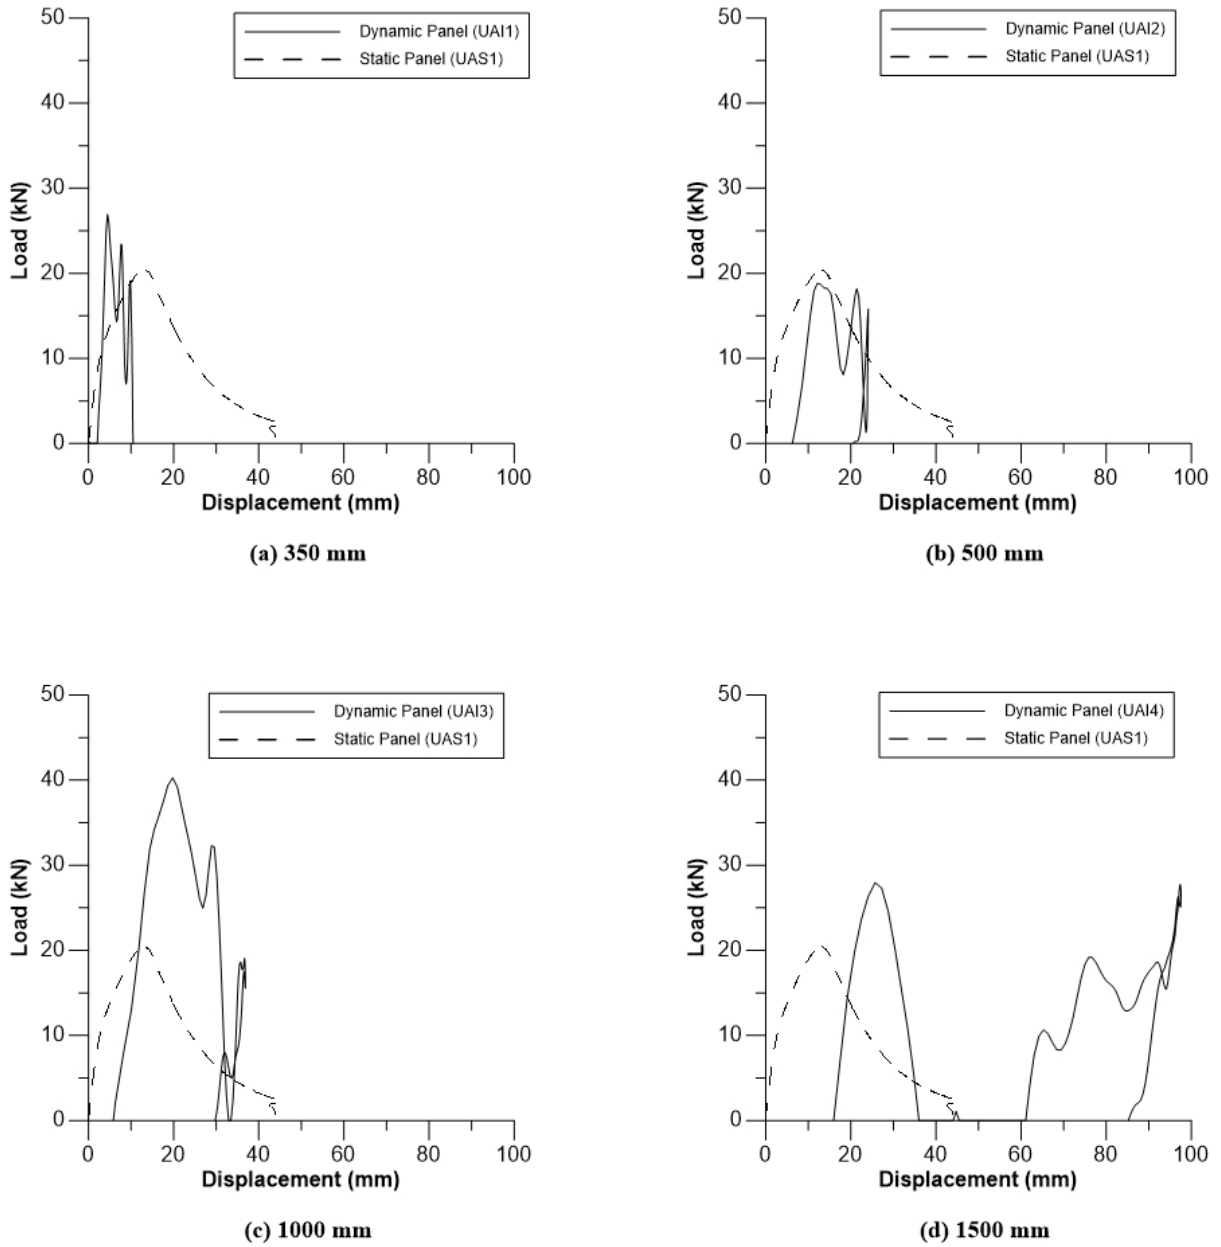 Dynamic Panel (UAI1)
Static Panel (UAS1)
50
40
30
20
10
0
Load (kN)
0 20 40 60 80 100
Displacement (mm)
(a) 350 mm
Dynamic Panel (UAI2)
Static Panel (UAS1)
50
40
30
20
10
0
Load (kN)
0 20 40 60 80 100
Displacement (mm)
(b) 500 mm
Dynamic Panel (UAI3)
Static Panel (UAS1)
50
40
30
20
10
0
Load (kN)
0 20 40 60 80 100
Displacement (mm)
(c) 1000 mm
Dynamic Panel (UAI4)
Static Panel (UAS1)
50
40
30
20
10
0
Load (kN)
0 20 40 60 80 100
Displacement (mm)
(d) 1500 mm